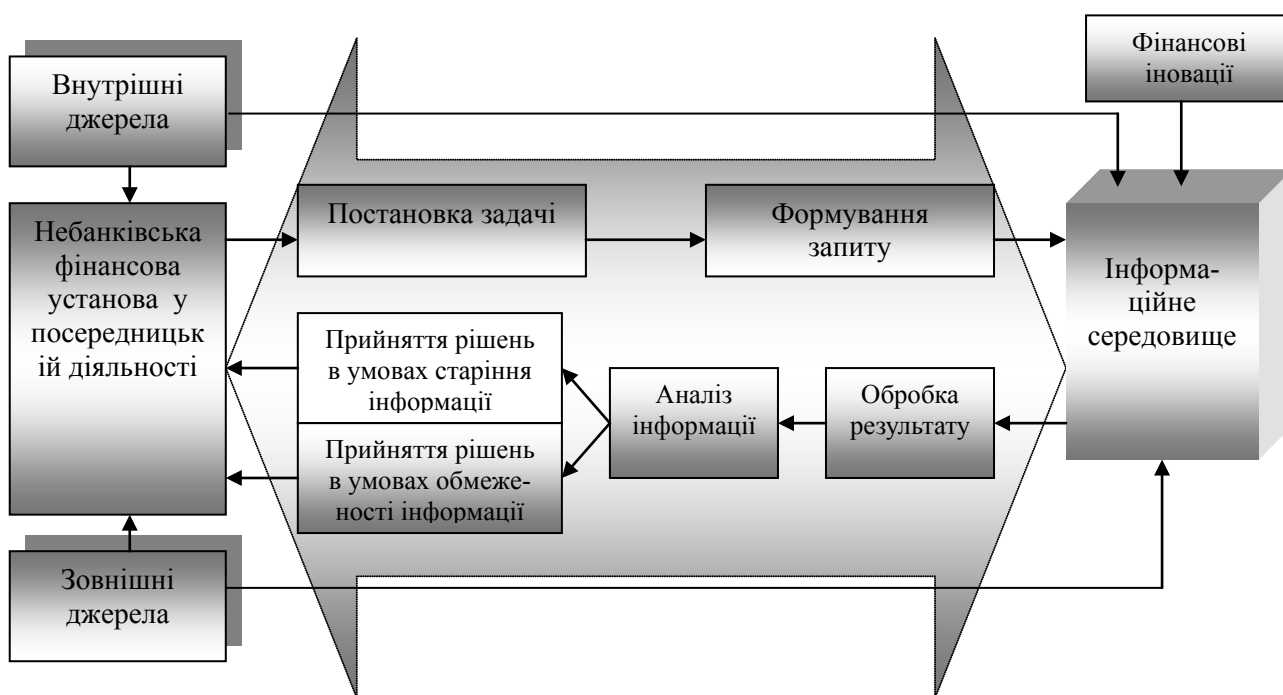 Внутрішні
джерела
Фінансові
іновації
Небанківська
фінансова
установа у
посередницьк
ій діяльності
Постановка задачі
Формування
запиту
Інформа-
ційне
середовище
Прийняття рішень
в умовах старіння
інформації
Аналіз
інформації
Обробка
результату
Прийняття рішень
в умовах обмеже-
ності інформації
Зовнішні
джерела